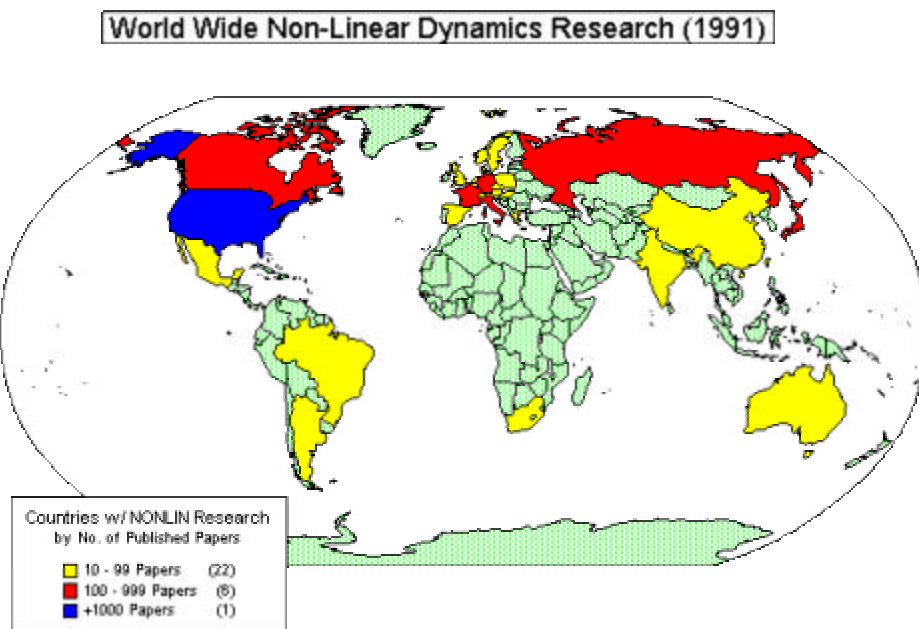 World Wide Non-Linear Dynamics Research (1991)
Countries w/ NONLIN Research
by No. of Published Papers
10 - 99 Papers (22)
100 - 999 Papers (6)
+1000 Papers (1)